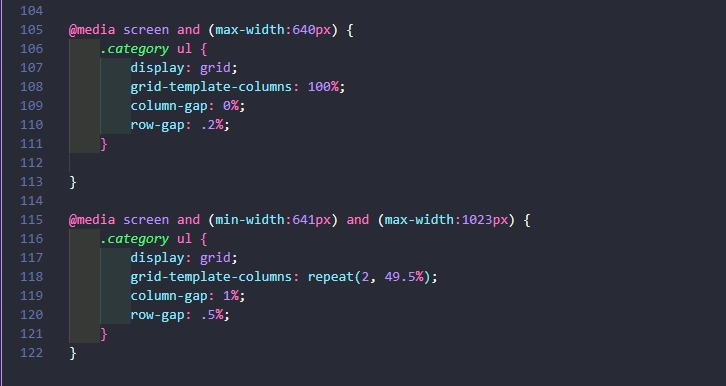 104
105 @media screen and (max-width:640px) {
106 .category ul {
107 display: grid;
108 grid-template-columns: 100%;
109 column-gap: 0%;
110 row-gap: .2%;
111 }
112
113 }
114
115 @media screen and (min-width:641px) and (max-width:1023px) {
116 .category ul {
117 display: grid;
118 grid-template-columns: repeat(2, 49.5%);
119 column-gap: 1%;
120 row-gap: .5%;
121 }
122 }